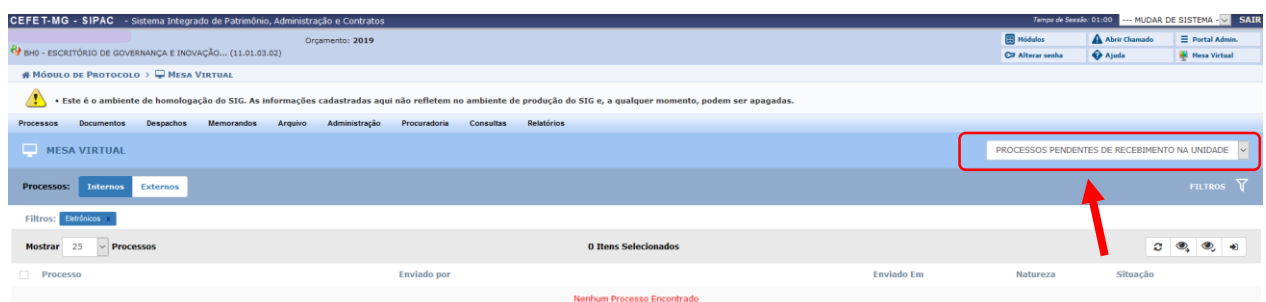 CEFET-MG - SIPAC - Sistema Integrado de Patrimônio, Administração e Contratos Tempo de Sessão: 01:00 --- MUDAR DE SISTEMA - SAIR
Orçamento: 2019 Módulos Abrir Chamado Portal Admin.
BH0 - ESCRITÓRIO DE GOVERNANÇA E INOVAÇÃO... (11.01.03.02) Alterar senha Ajuda Mesa Virtual
MÓDULO DE PROTOCOLO > MESA VIRTUAL
• Este é o ambiente de homologação do SIG. As informações cadastradas aqui não refletem no ambiente de produção do SIG e, a qualquer momento, podem ser apagadas.
Processos Documentos Despachos Memorandos Arquivo Administração Procuradoria Consultas Relatórios
MESA VIRTUAL PROCESSOS PENDENTES DE RECEBIMENTO NA UNIDADE
Processos: Internos Externos FILTROS
Filtros: Eletrônicos x
Mostrar 25 Processos 0 Itens Selecionados
Processo Enviado por Enviado Em Natureza Situação
Nenhum Processo Encontrado